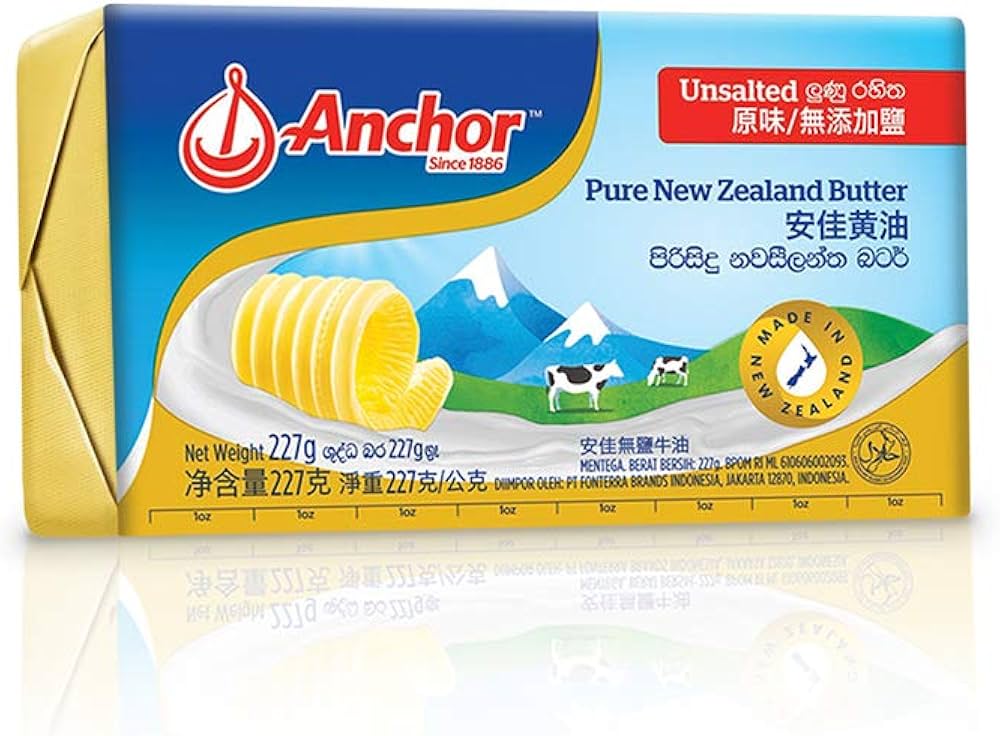 Anchor™
Since 1886
Unsalted ලුණු රහිත
原味/無添加鹽
Pure New Zealand Butter
安佳黄油
පිරිසිදු නවසීලන්ත බටර්
MADE IN
NEW ZEALAND
Net Weight 227g ශුද්ධ බර 227g
净含量227克 淨重227克/公克
安佳無鹽牛油
MENTEGA. BERAT BERSIH: 227g. BPOM RI ML 610606002093.
DIIMPOR OLEH: PT FONTERRA BRANDS INDONESIA, JAKARTA 12870, INDONESIA.
1oz 1oz 1oz 1oz 1oz 1oz 1oz 1oz